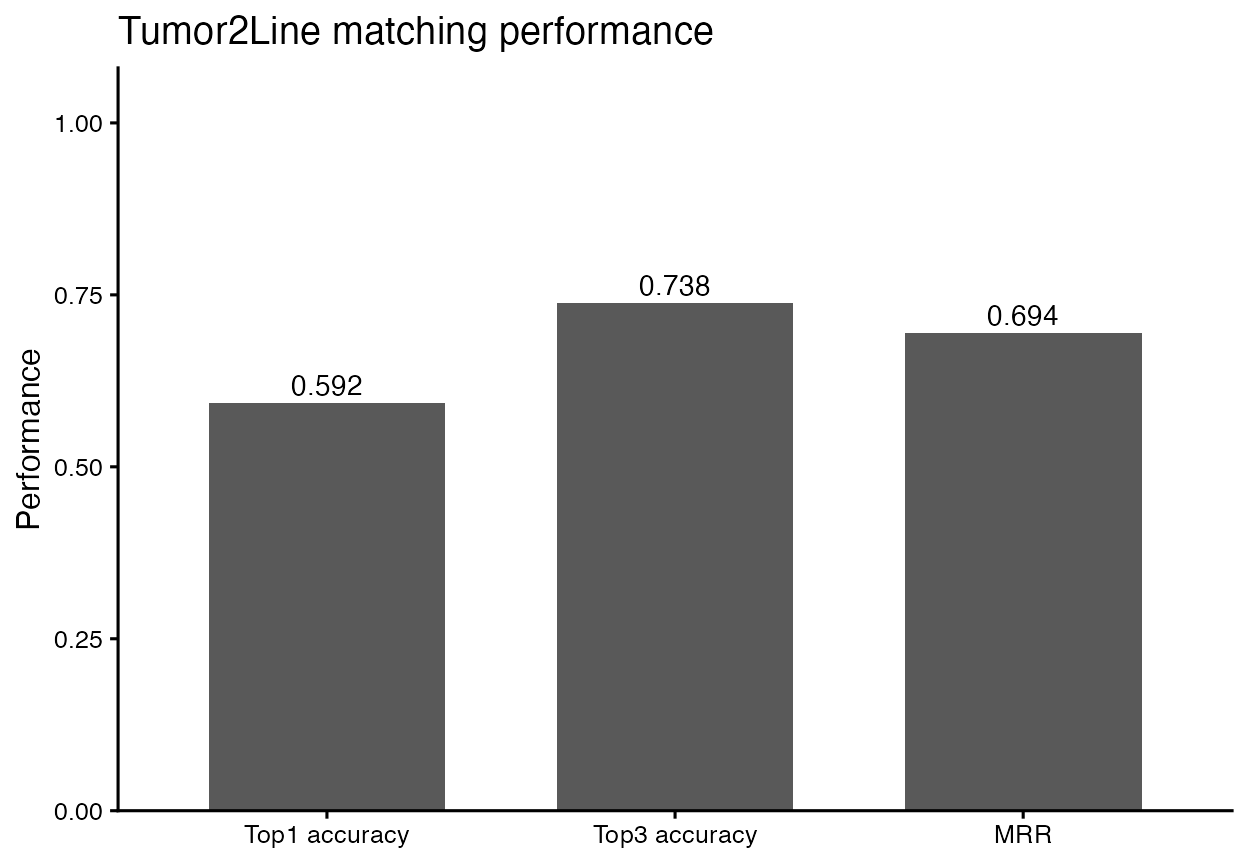 Tumor2Line matching performance
Performance
1.00
0.75
0.50
0.25
0.00
0.592
0.738
0.694
Top1 accuracy
Top3 accuracy
MRR